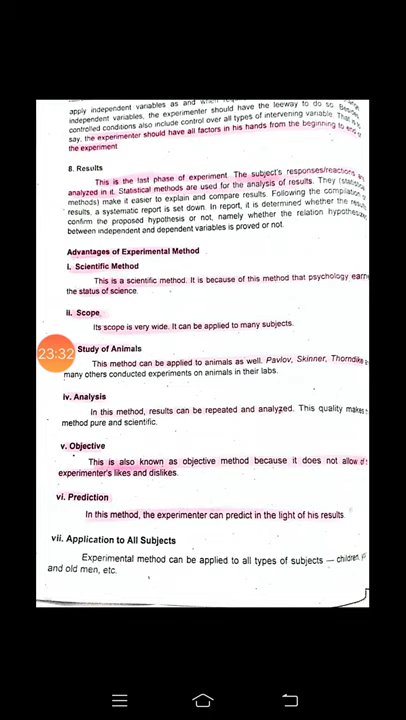 apply independent variables as and when
independent variables, the experimenter should have the leeway to do so. Besides
controlled conditions also include control over all types of intervening variable. That is to
say, the experimenter should have all factors in his hands from the beginning to end of
the experiment.
8. Results
This is the last phase of experiment. The subject's responses/reactions are
analyzed in it. Statistical methods are used for the analysis of results. They (statistical
methods) make it easier to explain and compare results. Following the compilation of
results, a systematic report is set down. In report, it is determined whether the results
confirm the proposed hypothesis or not, namely whether the relation hypothesized
between independent and dependent variables is proved or not.
Advantages of Experimental Method
i. Scientific Method
This is a scientific method. It is because of this method that psychology earne
the status of science.
ii. Scope
Its scope is very wide. It can be applied to many subjects.
23:32
Study of Animals
This method can be applied to animals as well. Pavlov, Skinner, Thorndike a
many others conducted experiments on animals in their labs.
iv. Analysis
In this method, results can be repeated and analyzed. This quality makes
method pure and scientific.
v. Objective
This is also known as objective method because it does not allow
experimenter's likes and dislikes.
vi. Prediction
In this method, the experimenter can predict in the light of his results.
vii. Application to All Subjects
Experimental method can be applied to all types of subjects — children,
and old men, etc.